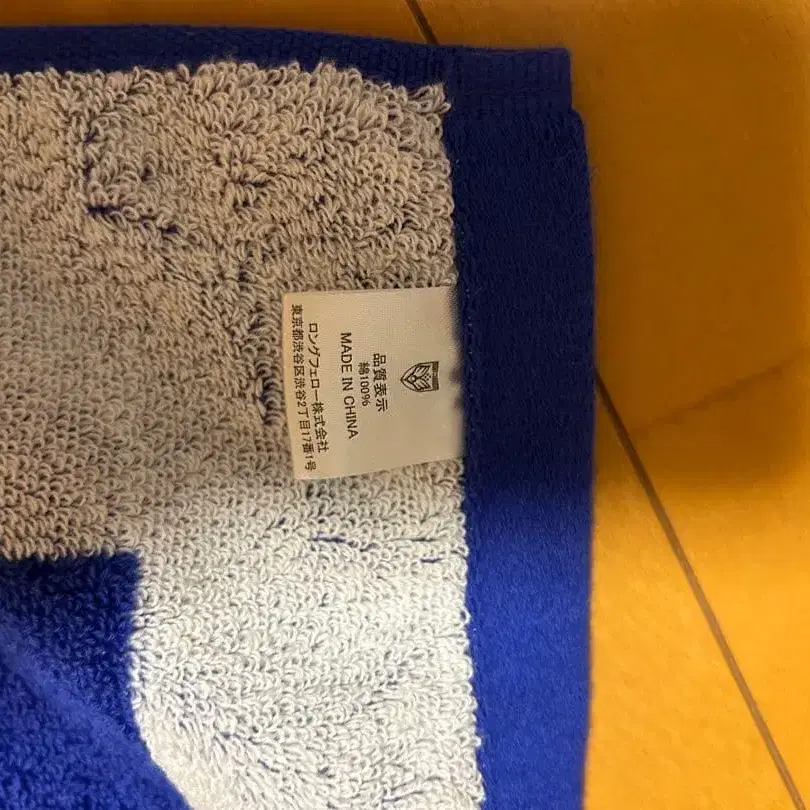 品質表示
綿100%
MADE IN CHINA
ロングフェロー株式会社
東京都渋谷区渋谷2丁目17番1号